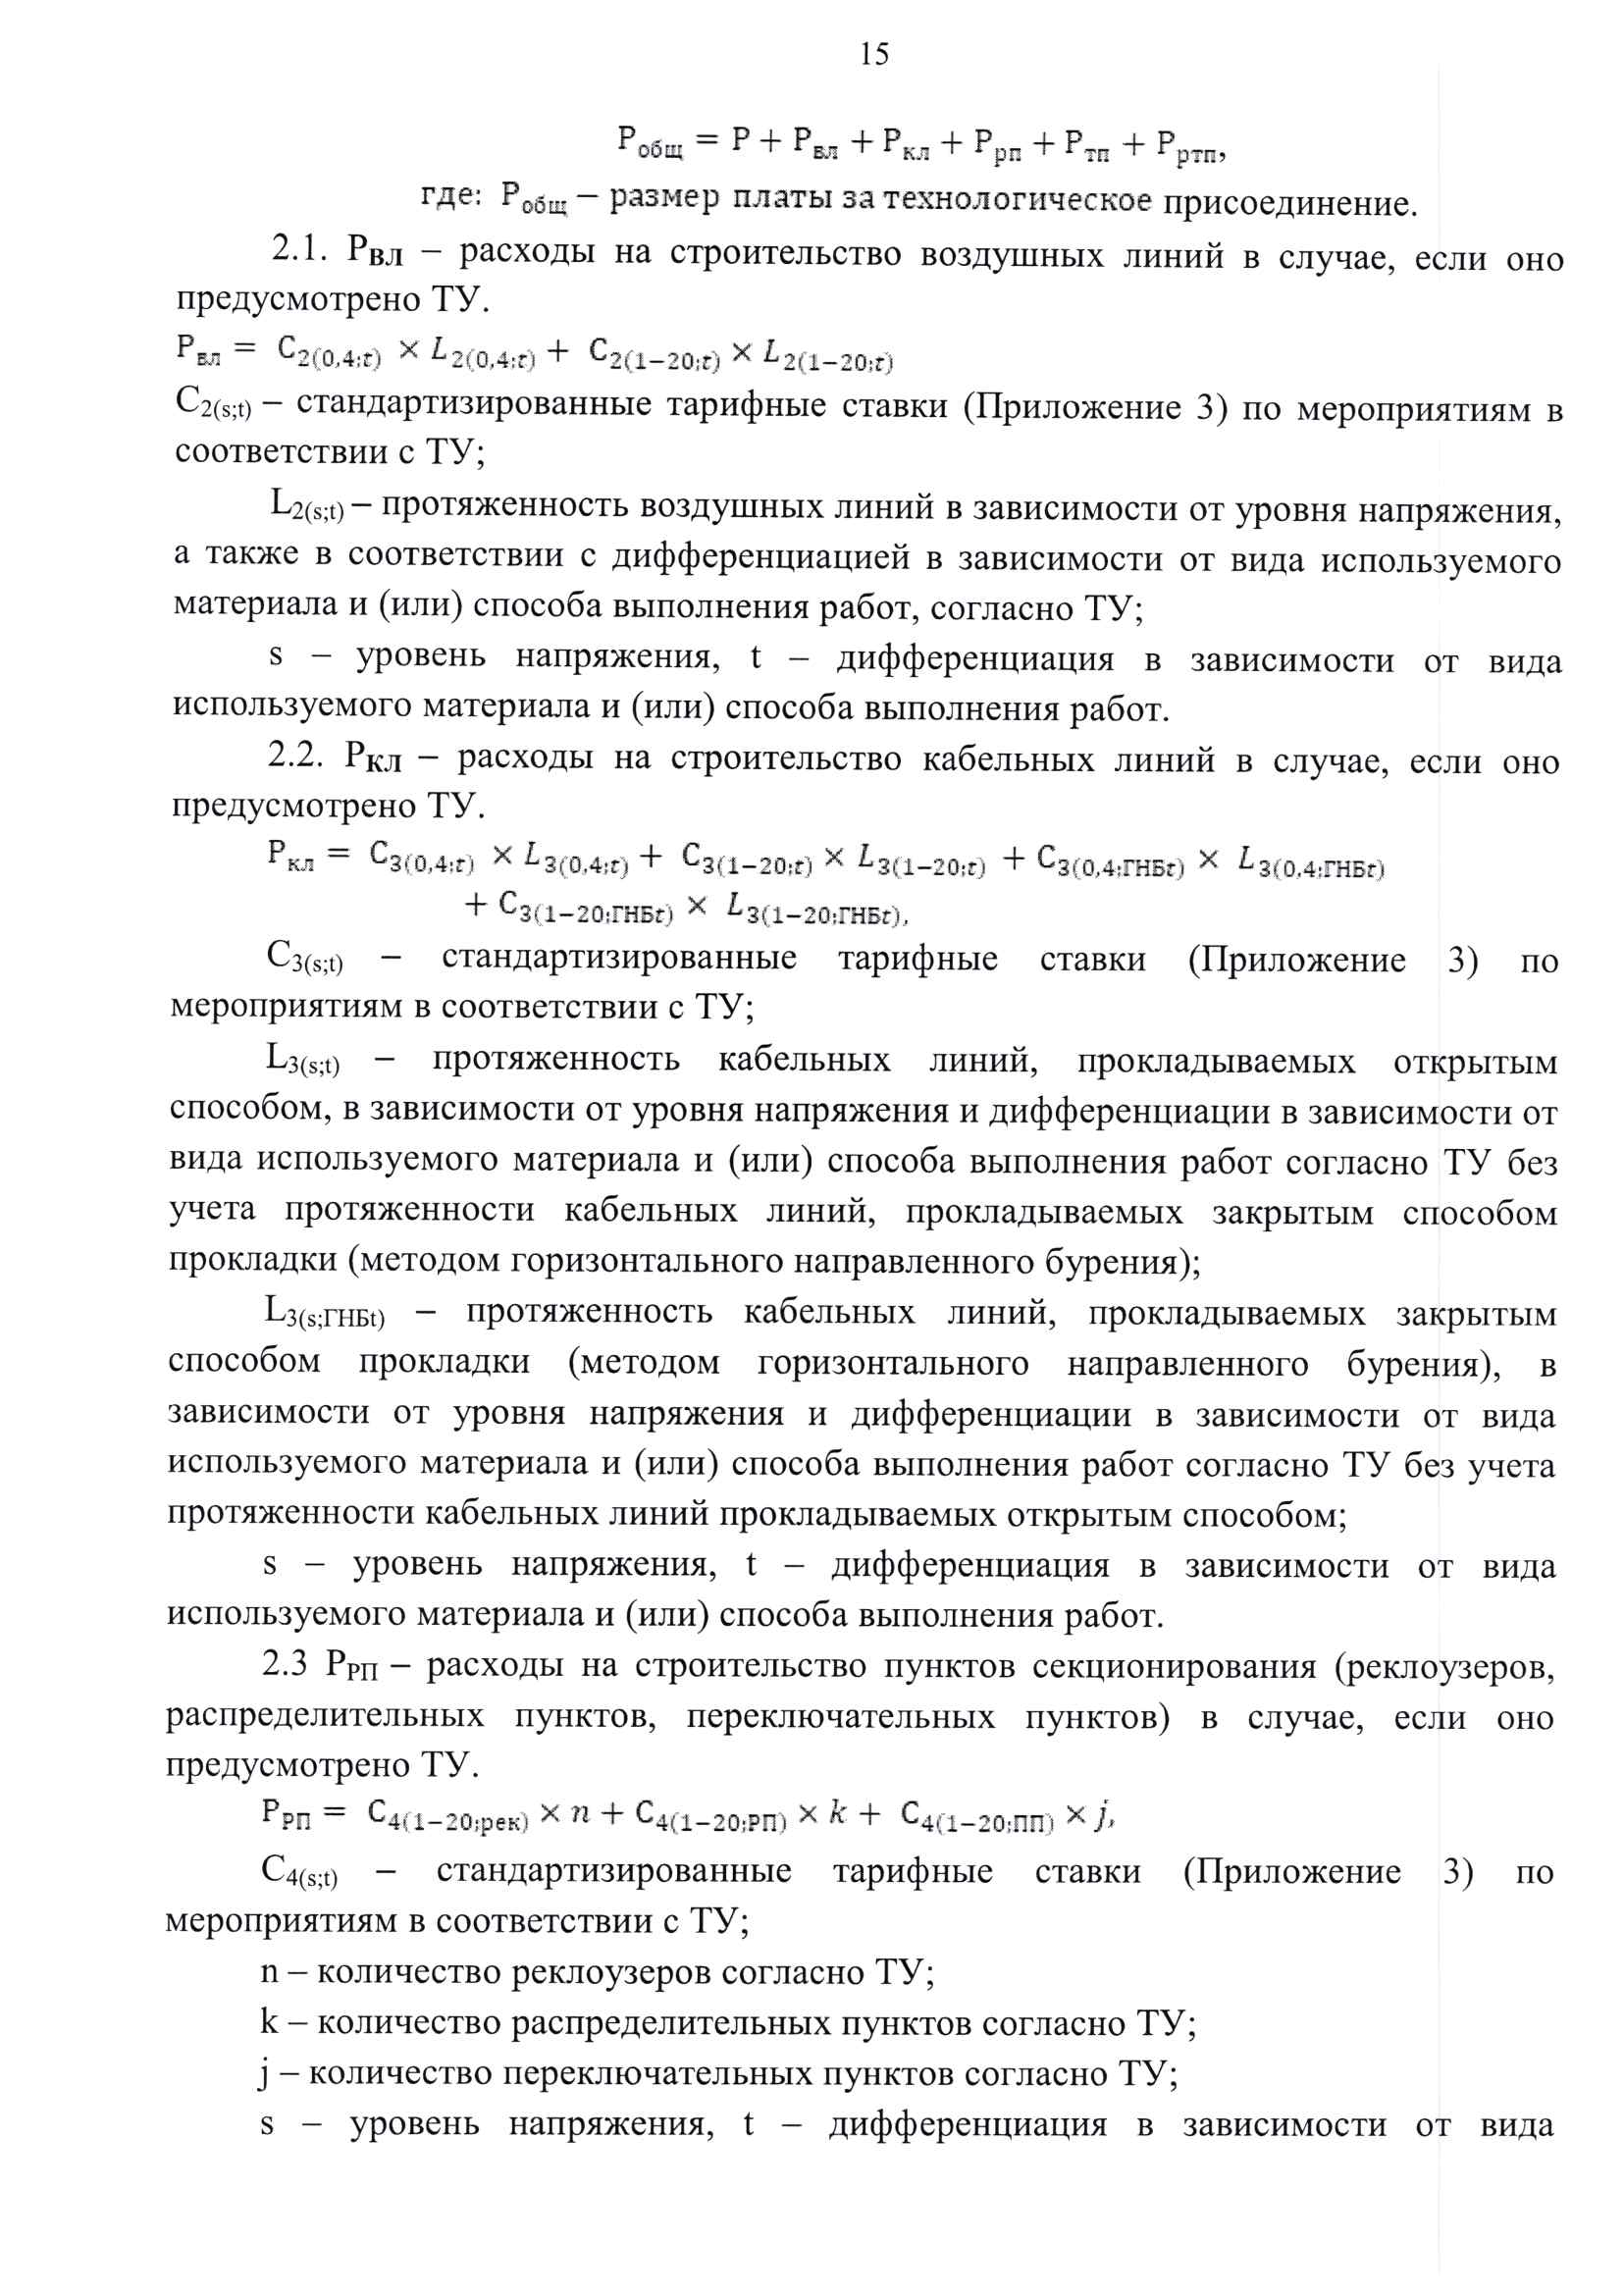 15
Pобщ = P + Pвл + Pкл + Pрп + Pтп + Pртп,
где: Pобщ – размер платы за технологическое присоединение.
2.1. PВЛ – расходы на строительство воздушных линий в случае, если оно
предусмотрено ТУ.
Pвл = C2(0,4;t) × L2(0,4;t) + C2(1–20;t) × L2(1–20;t)
C2(s;t) – стандартизированные тарифные ставки (Приложение 3) по мероприятиям в
соответствии с ТУ;
L2(s;t) – протяженность воздушных линий в зависимости от уровня напряжения,
а также в соответствии с дифференциацией в зависимости от вида используемого
материала и (или) способа выполнения работ, согласно ТУ;
s – уровень напряжения, t – дифференциация в зависимости от вида
используемого материала и (или) способа выполнения работ.
2.2. PКЛ – расходы на строительство кабельных линий в случае, если оно
предусмотрено ТУ.
Pкл = C3(0,4;t) × L3(0,4;t) + C3(1–20;t) × L3(1–20;t) + C3(0,4;ГНБt) × L3(0,4;ГНБt)
+ C3(1–20;ГНБt) × L3(1–20;ГНБt),
C3(s;t) – стандартизированные тарифные ставки (Приложение 3) по
мероприятиям в соответствии с ТУ;
L3(s;t) – протяженность кабельных линий, прокладываемых открытым
способом, в зависимости от уровня напряжения и дифференциации в зависимости от
вида используемого материала и (или) способа выполнения работ согласно ТУ без
учета протяженности кабельных линий, прокладываемых закрытым способом
прокладки (методом горизонтального направленного бурения);
L3(s;ГНБt) – протяженность кабельных линий, прокладываемых закрытым
способом прокладки (методом горизонтального направленного бурения), в
зависимости от уровня напряжения и дифференциации в зависимости от вида
используемого материала и (или) способа выполнения работ согласно ТУ без учета
протяженности кабельных линий прокладываемых открытым способом;
s – уровень напряжения, t – дифференциация в зависимости от вида
используемого материала и (или) способа выполнения работ.
2.3 PРП – расходы на строительство пунктов секционирования (реклоузеров,
распределительных пунктов, переключательных пунктов) в случае, если оно
предусмотрено ТУ.
PРП = C4(1–20;рек) × n + C4(1–20;РП) × k + C4(1–20;ПП) × j,
C4(s;t) – стандартизированные тарифные ставки (Приложение 3) по
мероприятиям в соответствии с ТУ;
n – количество реклоузеров согласно ТУ;
k – количество распределительных пунктов согласно ТУ;
j – количество переключательных пунктов согласно ТУ;
s – уровень напряжения, t – дифференциация в зависимости от вида